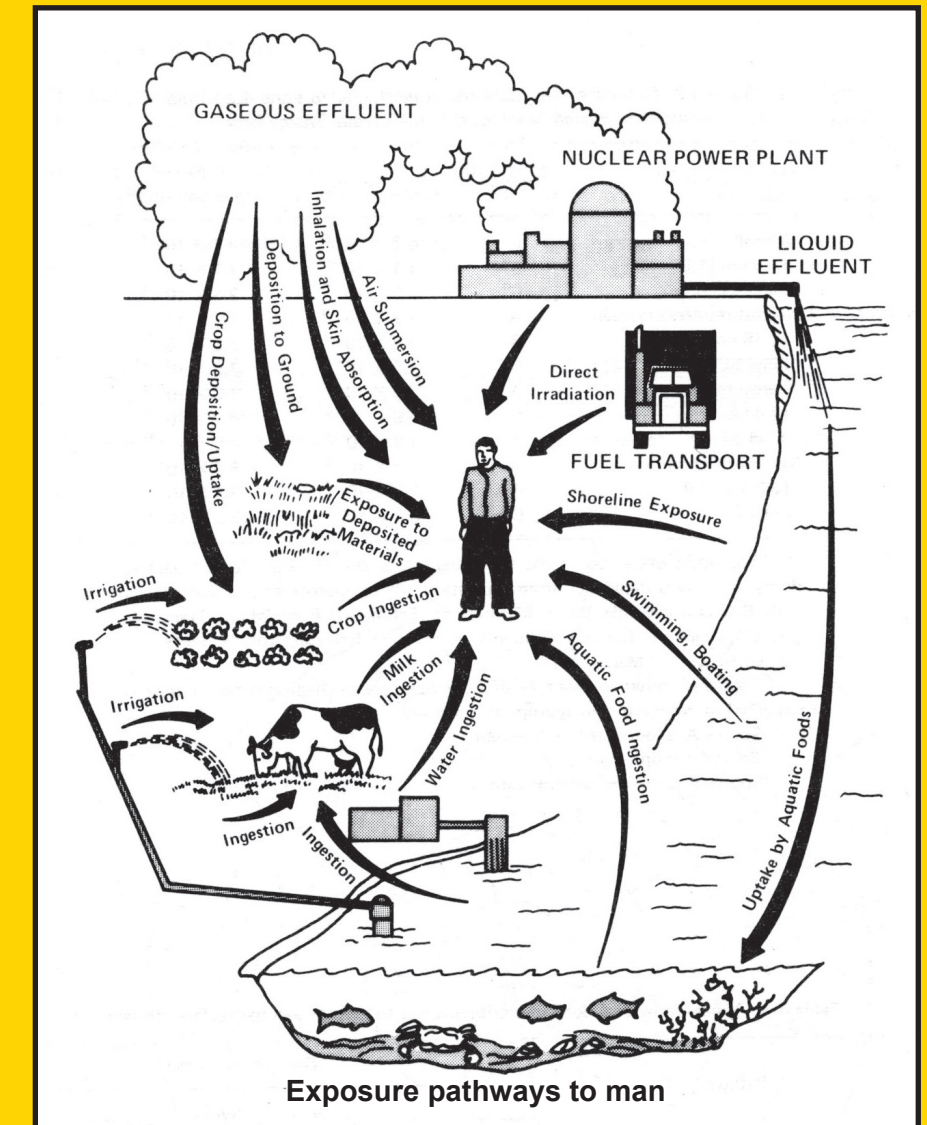 GASEOUS EFFLUENT
NUCLEAR POWER PLANT
LIQUID
EFFLUENT
Crop Deposition/Uptake
Deposition to Ground
Inhalation and Skin Absorption
Air Submersion
Direct
Irradiation
FUEL TRANSPORT
Exposure to
Deposited
Materials
Shoreline Exposure
Irrigation
Crop Ingestion
Swimming, Boating
Irrigation
Milk
Ingestion
Water Ingestion
Aquatic Food Ingestion
Uptake by Aquatic Foods
Ingestion
Ingestion
Exposure pathways to man